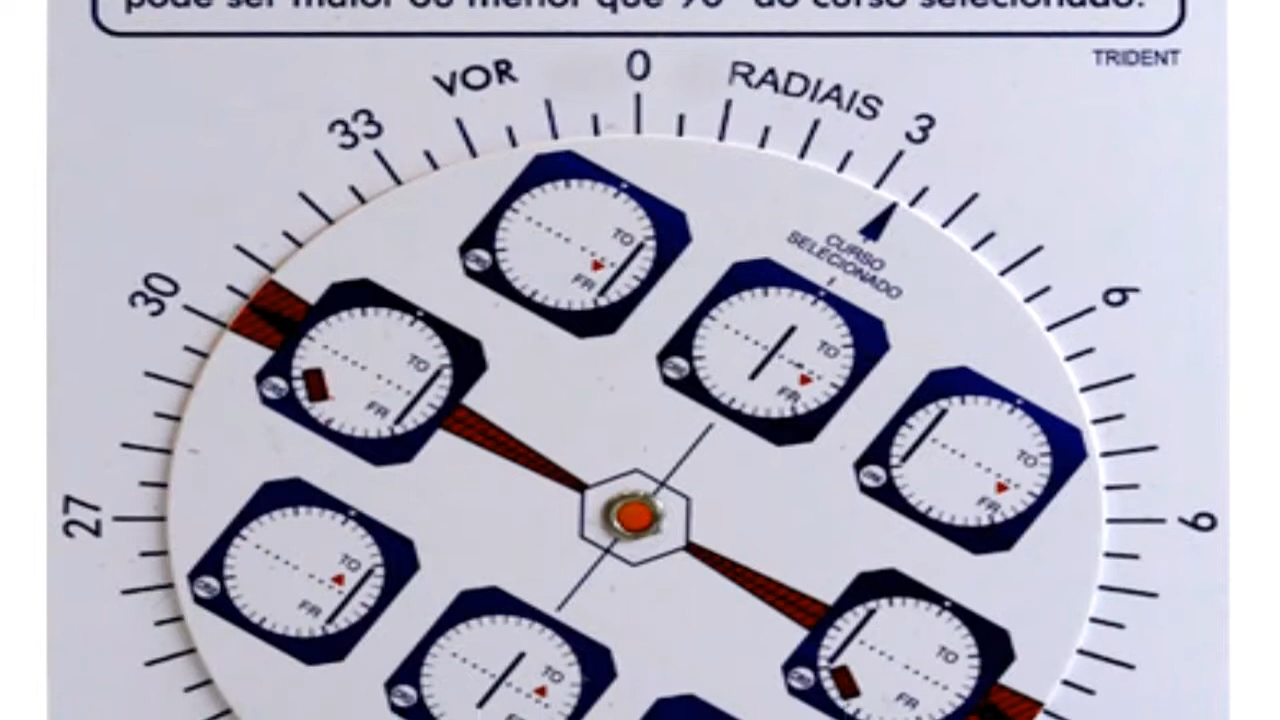 pode ser maior ou menor que 90° do curso selecionado.
TRIDENT
VOR
0
RADIAIS
33
3
30
6
27
9
CURSO
SELECIONADO
TO
FR
TO
FR
TO
FR
TO
FR
TO
FR
TO
FR
TO
FR